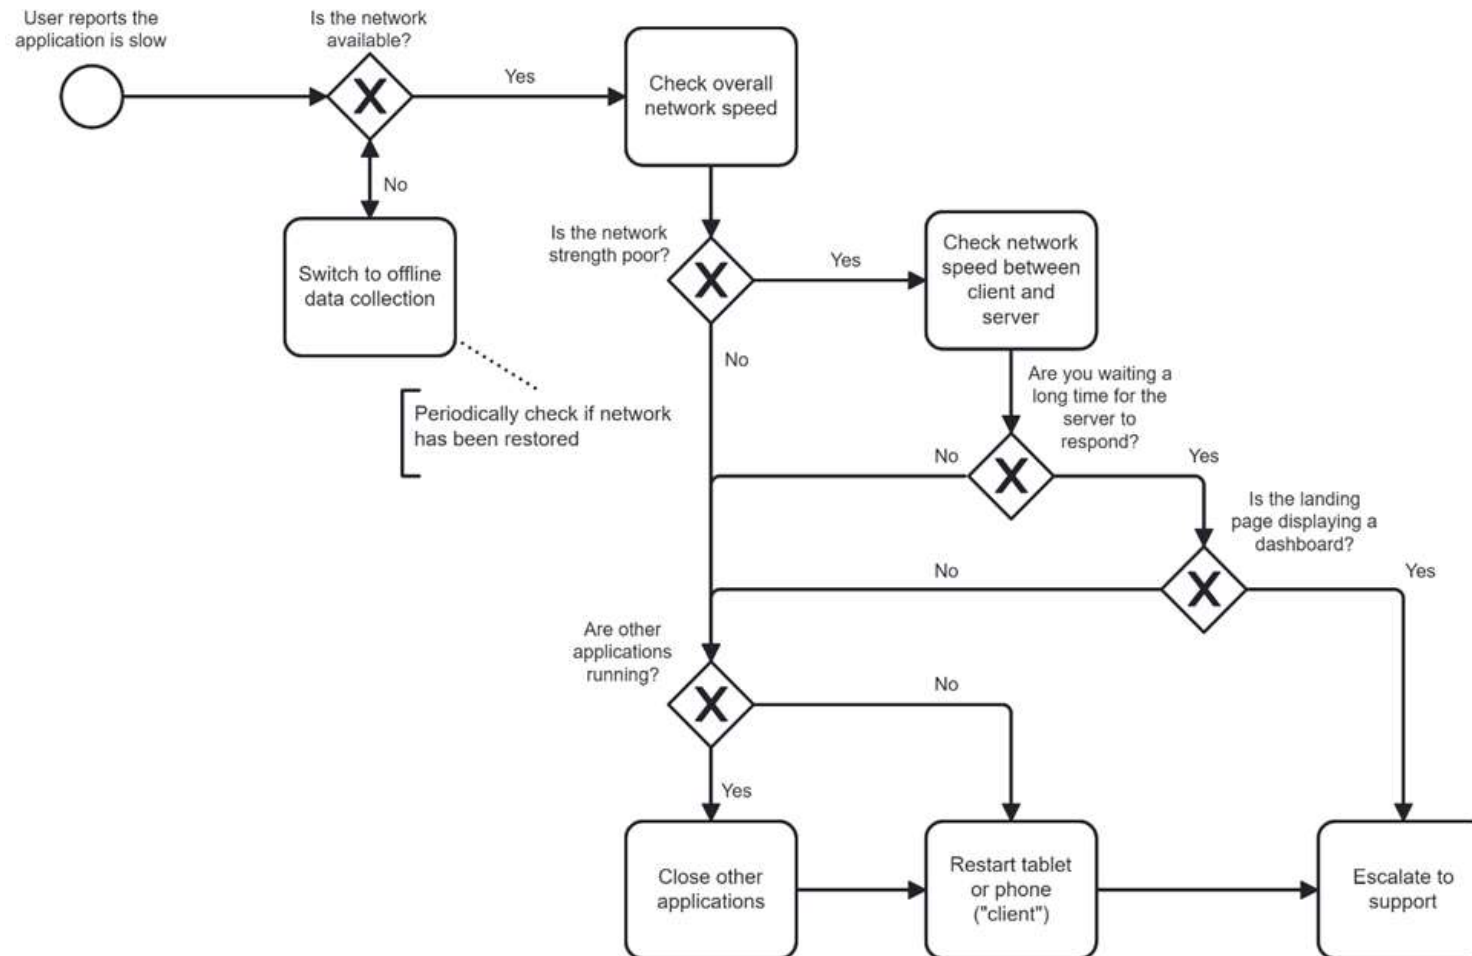 User reports the
application is slow
Is the network
available?
Yes
Check overall
network speed
No
Switch to offline
data collection
Periodically check if network
has been restored
Is the network
strength poor?
Yes
Check network
speed between
client and
server
No
Are you waiting a
long time for the
server to
respond?
No
Yes
Is the landing
page displaying a
dashboard?
No
Yes
Are other
applications
running?
No
Yes
Close other
applications
Restart tablet
or phone
("client")
Escalate to
support